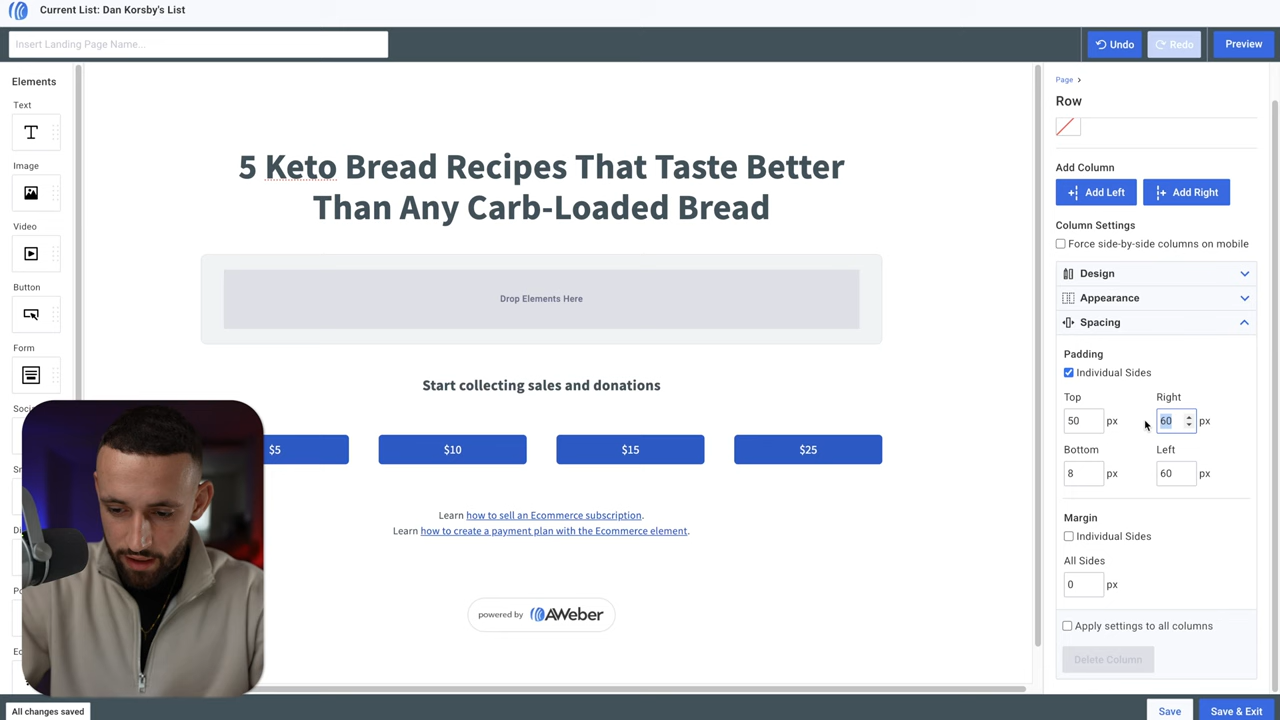 Current List: Dan Korsby's List
Insert Landing Page Name...
Undo
Redo
Preview
Elements
Text
Image
Video
Button
Form
5 Keto Bread Recipes That Taste Better
Than Any Carb-Loaded Bread
Drop Elements Here
Start collecting sales and donations
$5
$10
$15
$25
Learn how to sell an Ecommerce subscription.
Learn how to create a payment plan with the Ecommerce element.
powered by AWeber
Page >
Row
Add Column
Add Left
Add Right
Column Settings
Force side-by-side columns on mobile
Design
Appearance
Spacing
Padding
Individual Sides
Top
Right
50 px
60 px
Bottom
Left
8 px
60 px
Margin
Individual Sides
All Sides
0 px
Apply settings to all columns
Delete Column
All changes saved
Save
Save & Exit